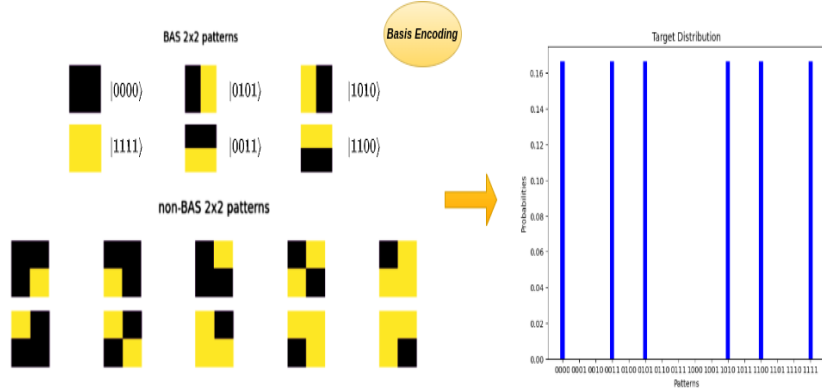 BAS 2x2 patterns
Basis Encoding
|0000⟩ |0101⟩ |1010⟩
|1111⟩ |0011⟩ |1100⟩
non-BAS 2x2 patterns
Target Distribution
Probabilities
0.16
0.14
0.12
0.10
0.08
0.06
0.04
0.02
0.00
0000 0001 0010 0011 0100 0101 0110 0111 1000 1001 1010 1011 1100 1101 1110 1111
Patterns